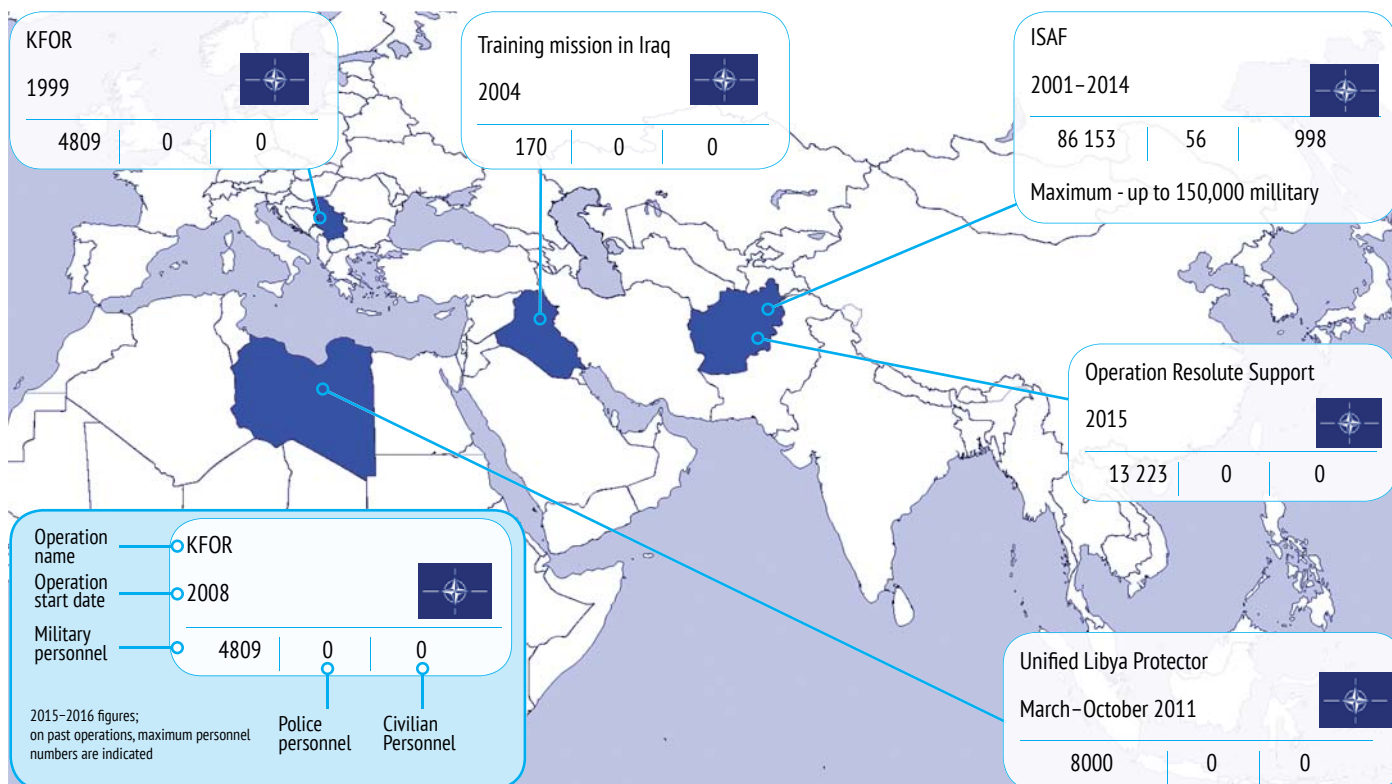 KFOR
1999
4809 0 0
Training mission in Iraq
2004
170 0 0
ISAF
2001–2014
86 153 56 998
Maximum - up to 150,000 millitary
Operation Resolute Support
2015
13 223 0 0
Operation
name
KFOR
Operation
start date
2008
Military
personnel
4809 0 0
2015–2016 figures;
on past operations, maximum personnel
numbers are indicated
Police
personnel
Civilian
Personnel
Unified Libya Protector
March–October 2011
8000 0 0